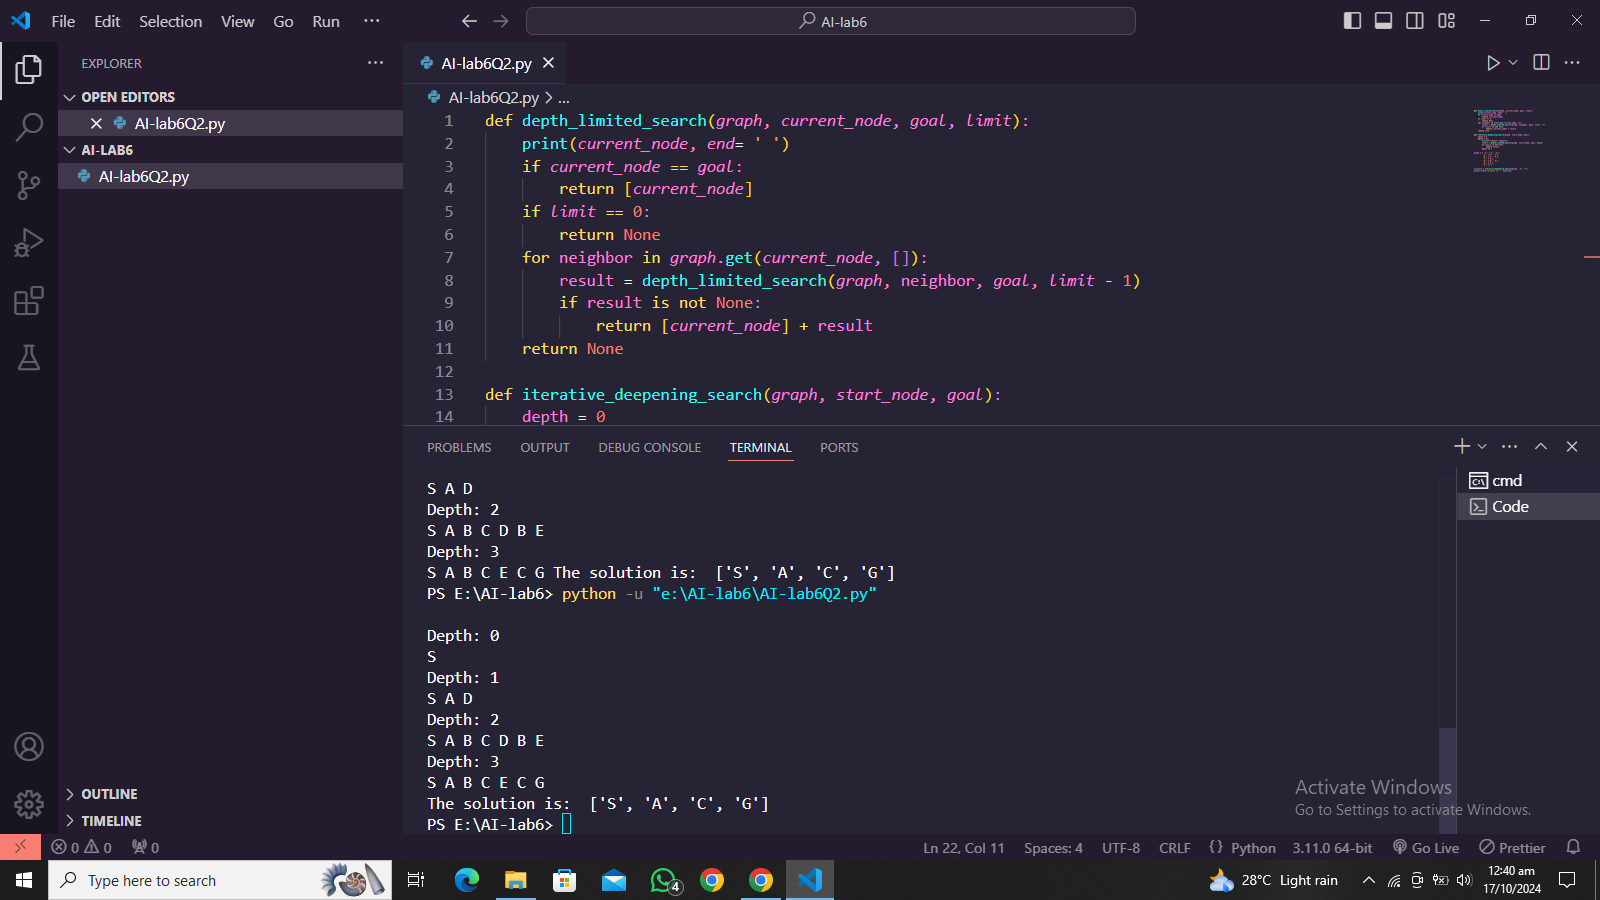 File Edit Selection View Go Run ···
AI-lab6
EXPLORER
OPEN EDITORS
AI-lab6Q2.py
AI-LAB6
AI-lab6Q2.py
OUTLINE
TIMELINE
AI-lab6Q2.py
AI-lab6Q2.py > ...
1 def depth_limited_search(graph, current_node, goal, limit):
2 print(current_node, end= ' ')
3 if current_node == goal:
4 return [current_node]
5 if limit == 0:
6 return None
7 for neighbor in graph.get(current_node, []):
8 result = depth_limited_search(graph, neighbor, goal, limit - 1)
9 if result is not None:
10 return [current_node] + result
11 return None
12
13 def iterative_deepening_search(graph, start_node, goal):
14 depth = 0
PROBLEMS OUTPUT DEBUG CONSOLE TERMINAL PORTS
S A D
Depth: 2
S A B C D B E
Depth: 3
S A B C E C G The solution is:  ['S', 'A', 'C', 'G']
PS E:\AI-lab6> python -u "e:\AI-lab6\AI-lab6Q2.py"
Depth: 0
S
Depth: 1
S A D
Depth: 2
S A B C D B E
Depth: 3
S A B C E C G
The solution is:  ['S', 'A', 'C', 'G']
PS E:\AI-lab6>
cmd
Code
Activate Windows
Go to Settings to activate Windows.
0 0 0 Ln 22, Col 11 Spaces: 4 UTF-8 CRLF {} Python 3.11.0 64-bit Go Live Prettier
Type here to search
4
28°C Light rain
12:40 am
17/10/2024